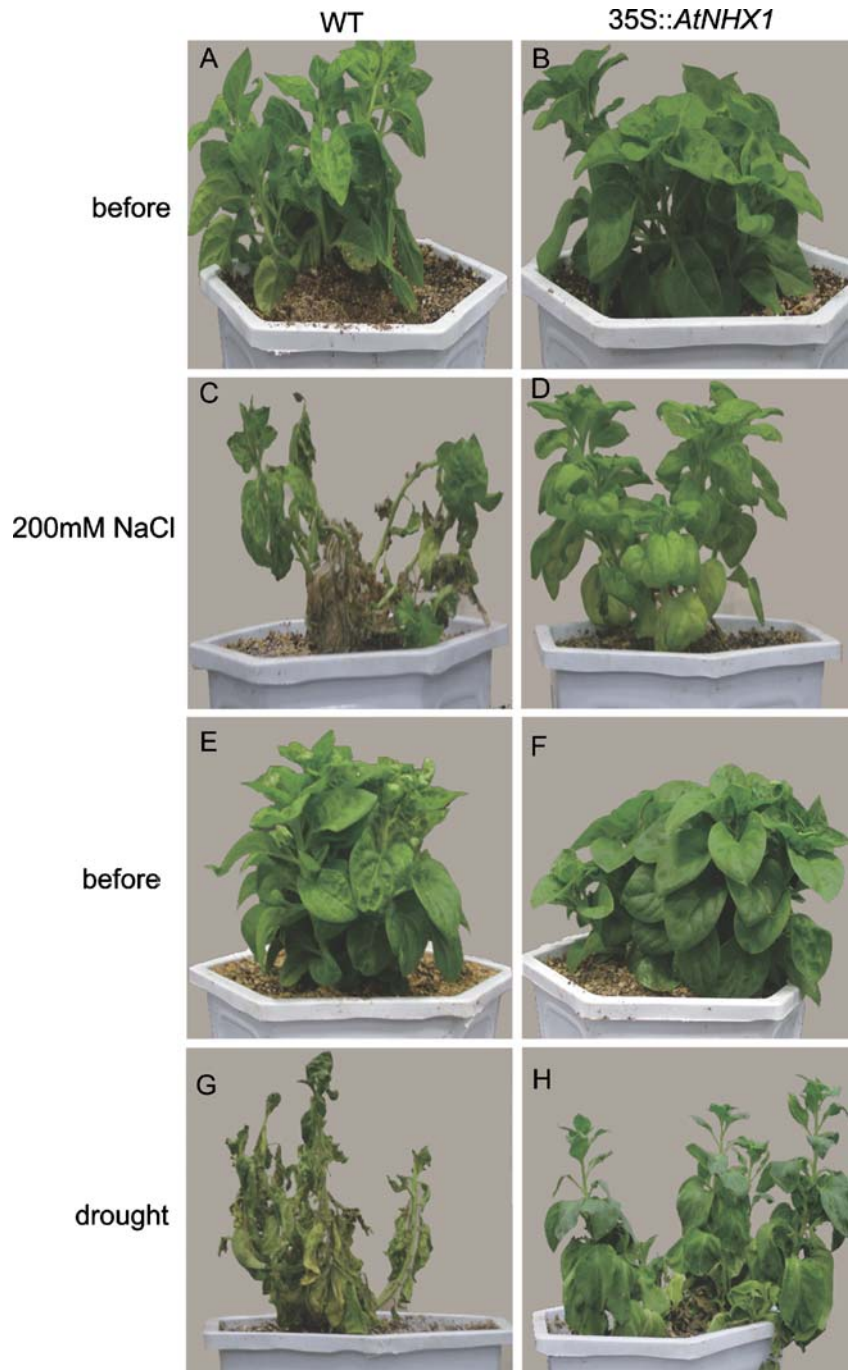 WT 35S::AtNHX1
A B
before
C D
200mM NaCl
E F
before
G H
drought